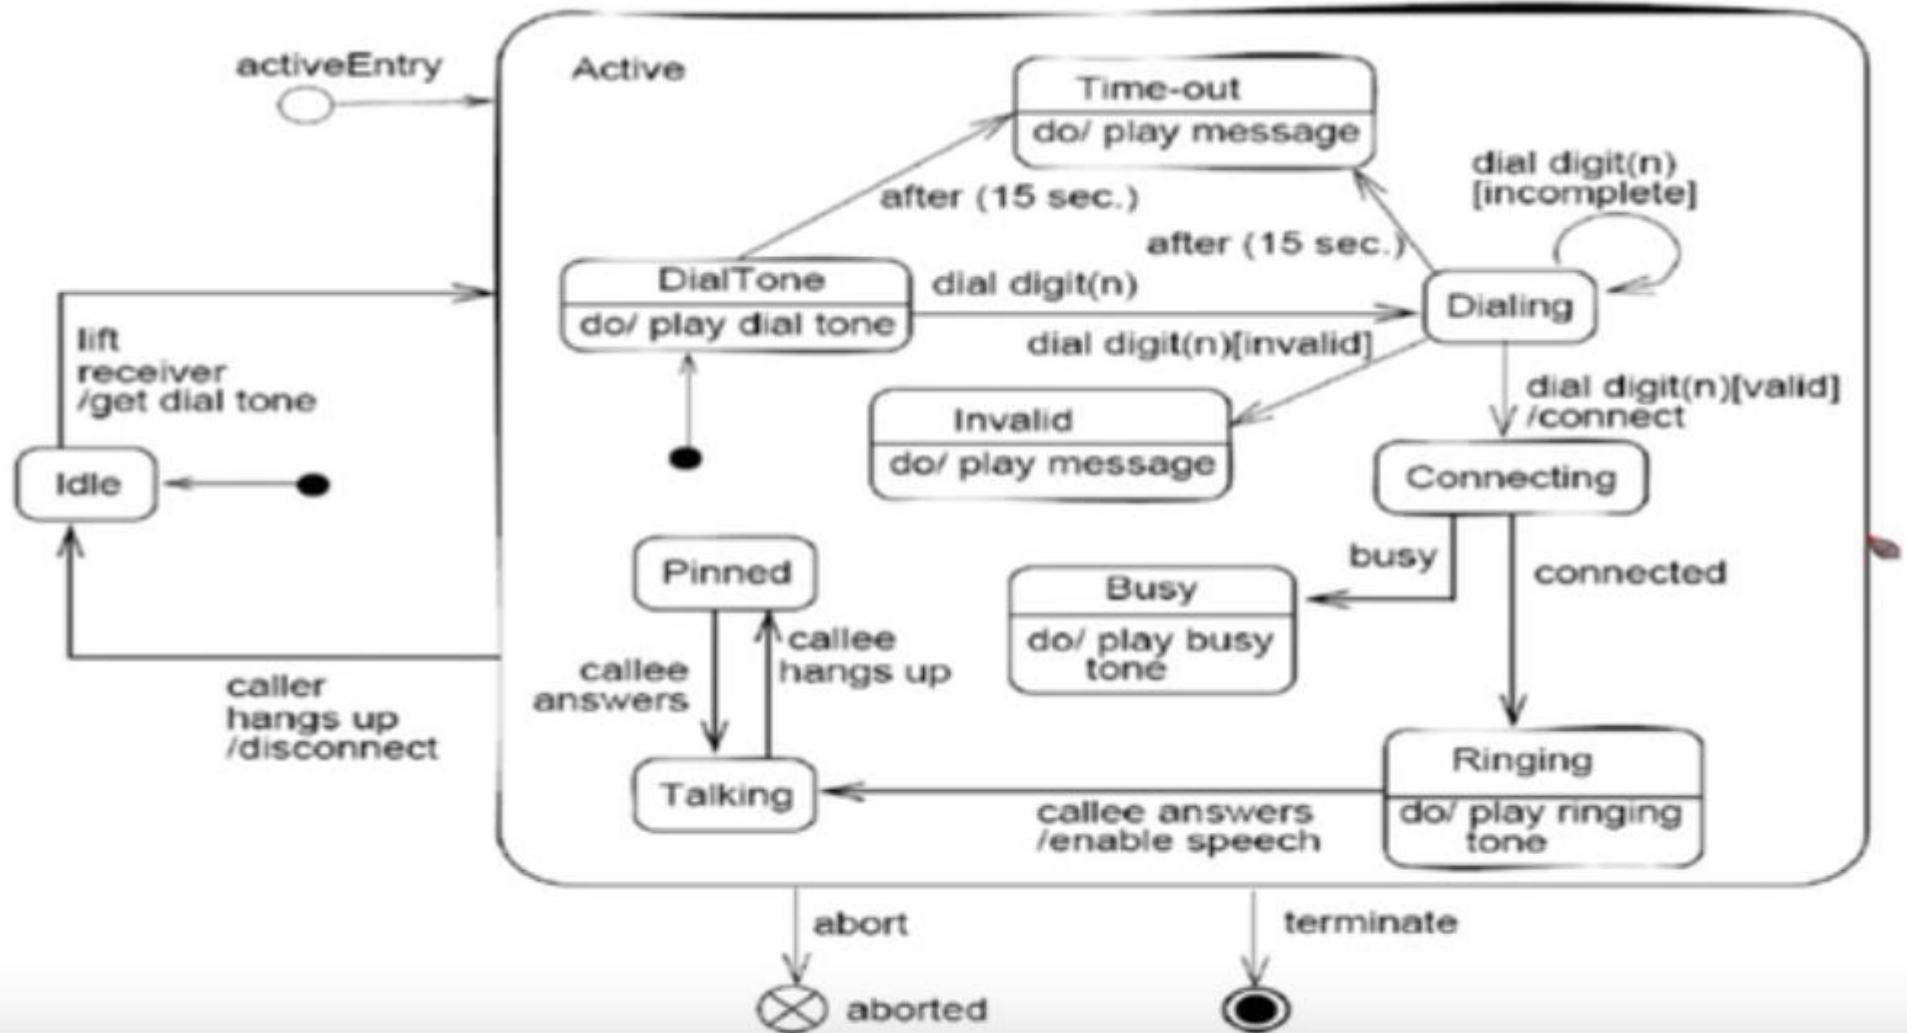 activeEntry
Active
Time-out
do/ play message
dial digit(n)
[incomplete]
after (15 sec.)
after (15 sec.)
DialTone
do/ play dial tone
dial digit(n)
Dialing
lift
receiver
/get dial tone
dial digit(n)[invalid]
dial digit(n)[valid]
/connect
Invalid
do/ play message
Idle
Connecting
Pinned
busy
connected
Busy
do/ play busy
tone
callee
hangs up
callee
answers
caller
hangs up
/disconnect
Ringing
do/ play ringing
tone
Talking
callee answers
/enable speech
abort
terminate
aborted